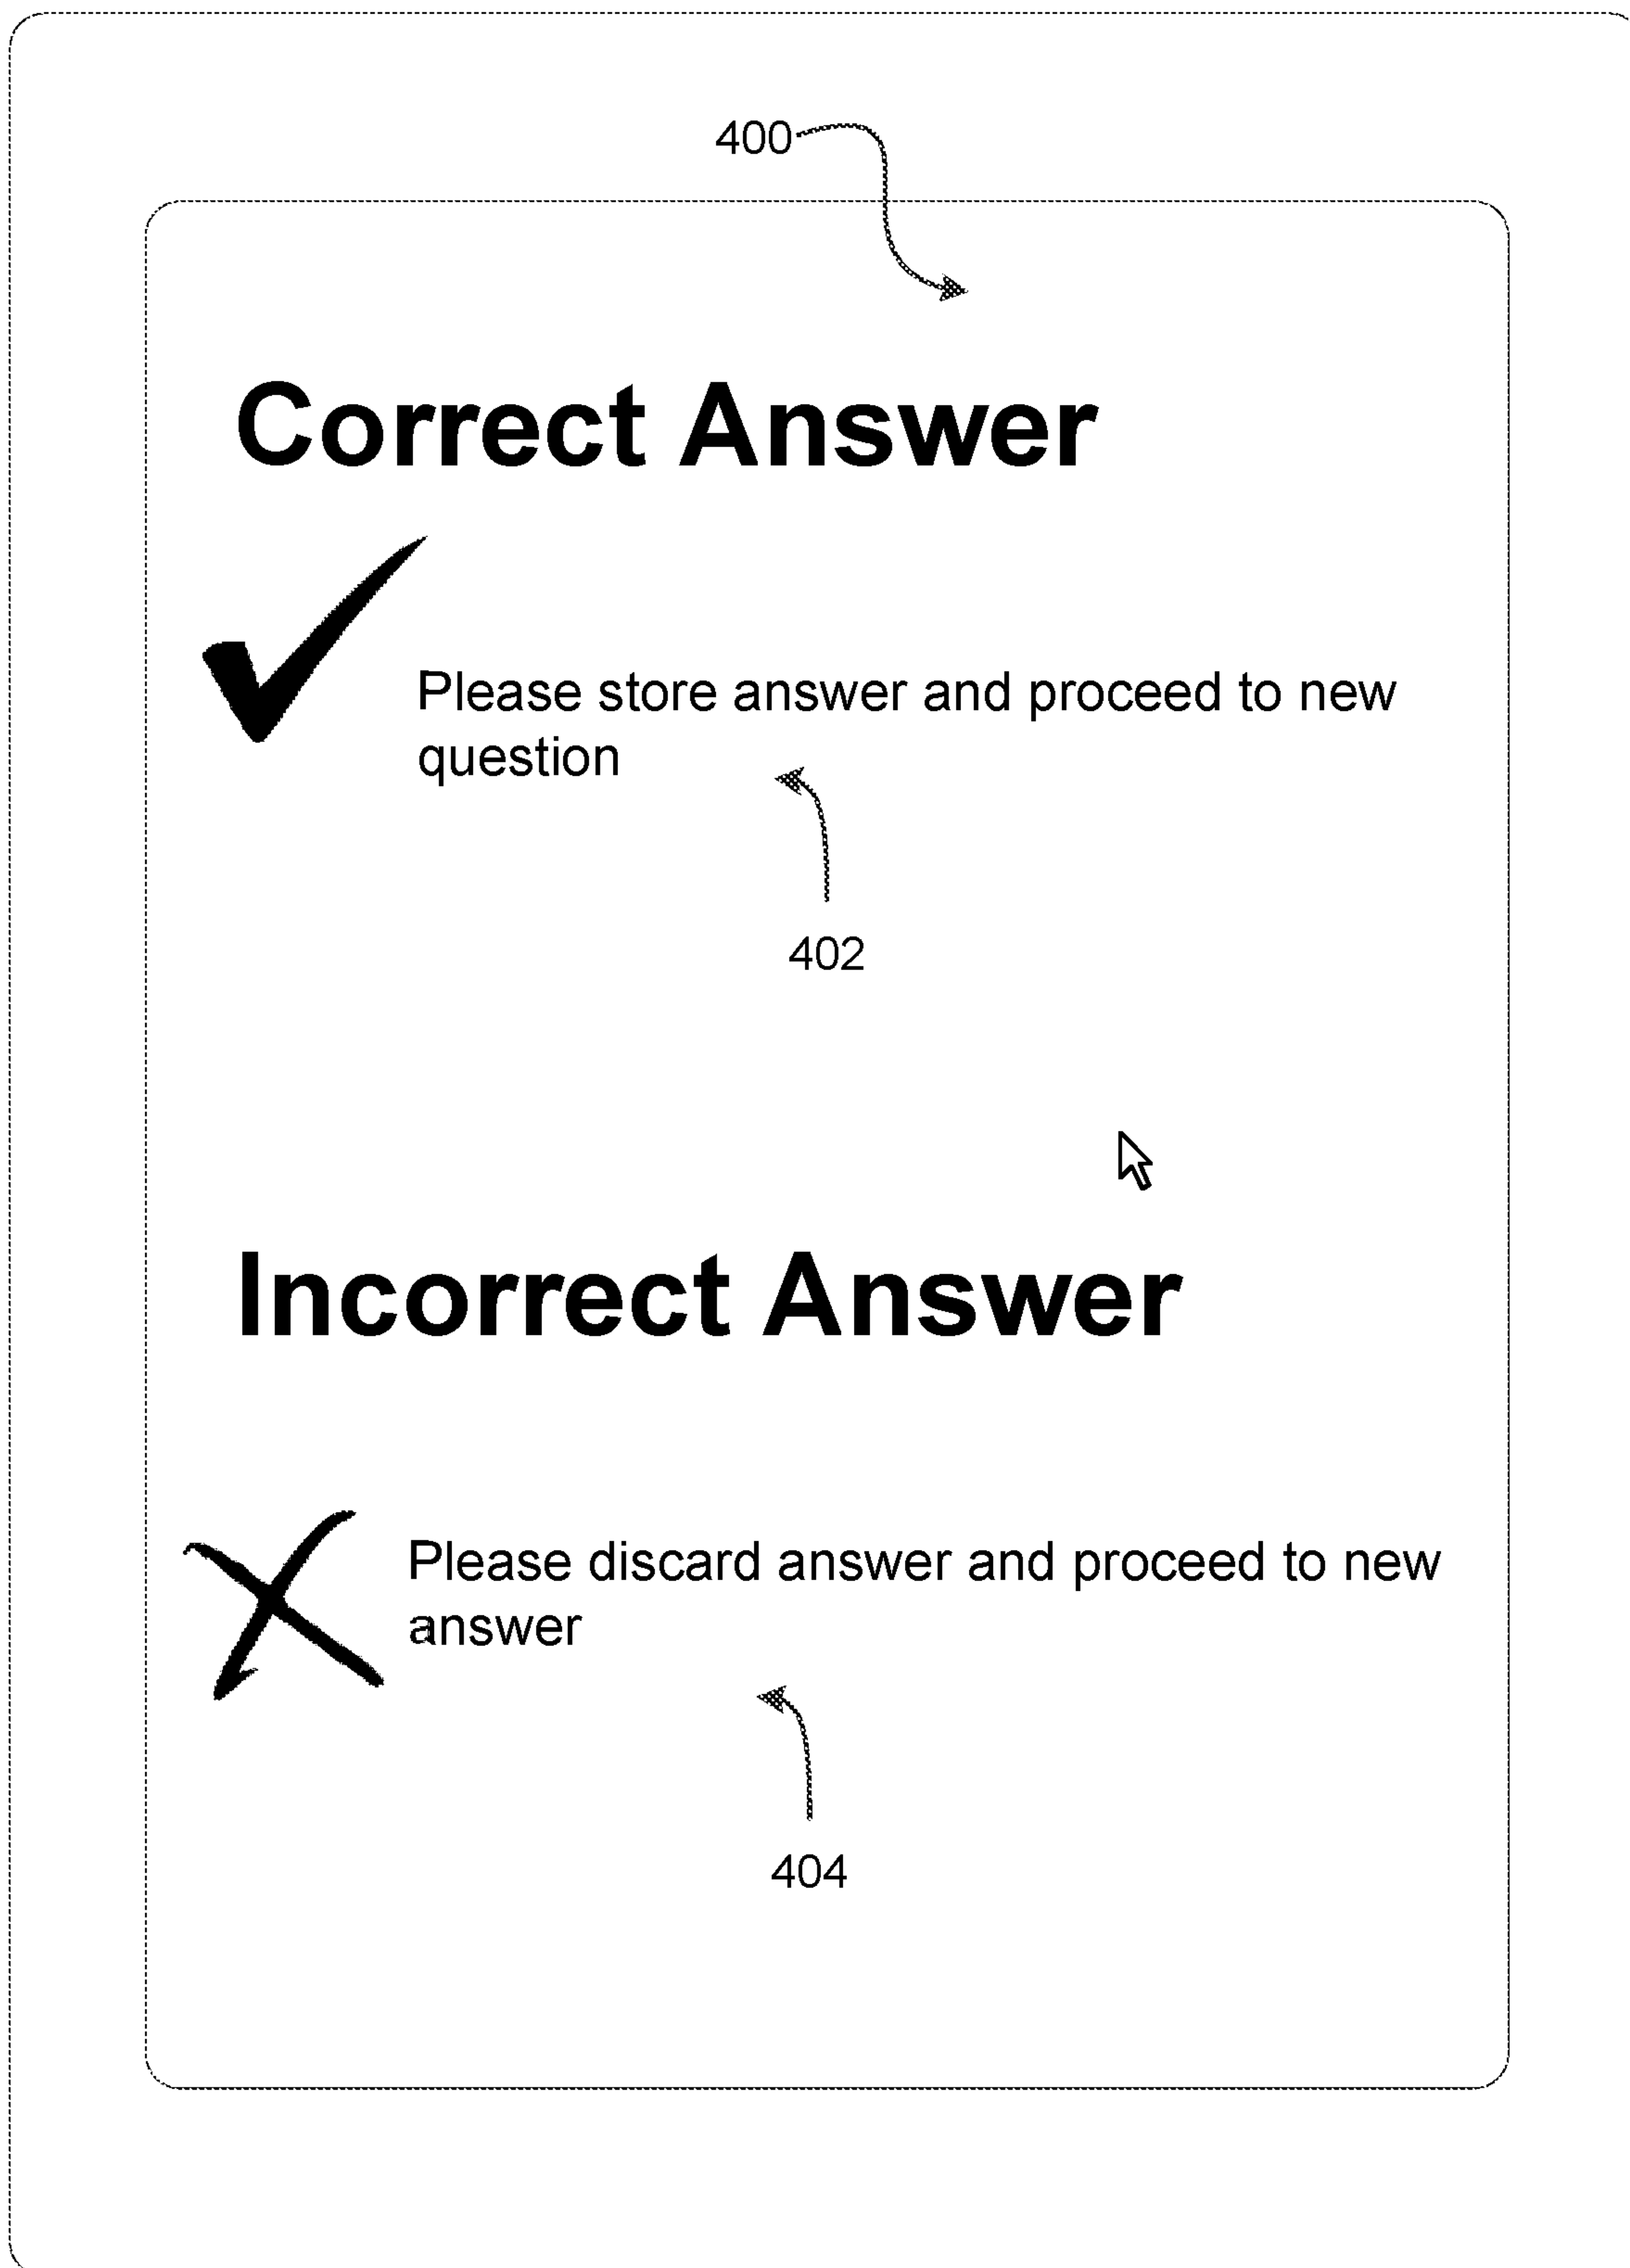 400
Correct Answer
Please store answer and proceed to new
question
402
Incorrect Answer
Please discard answer and proceed to new
answer
404